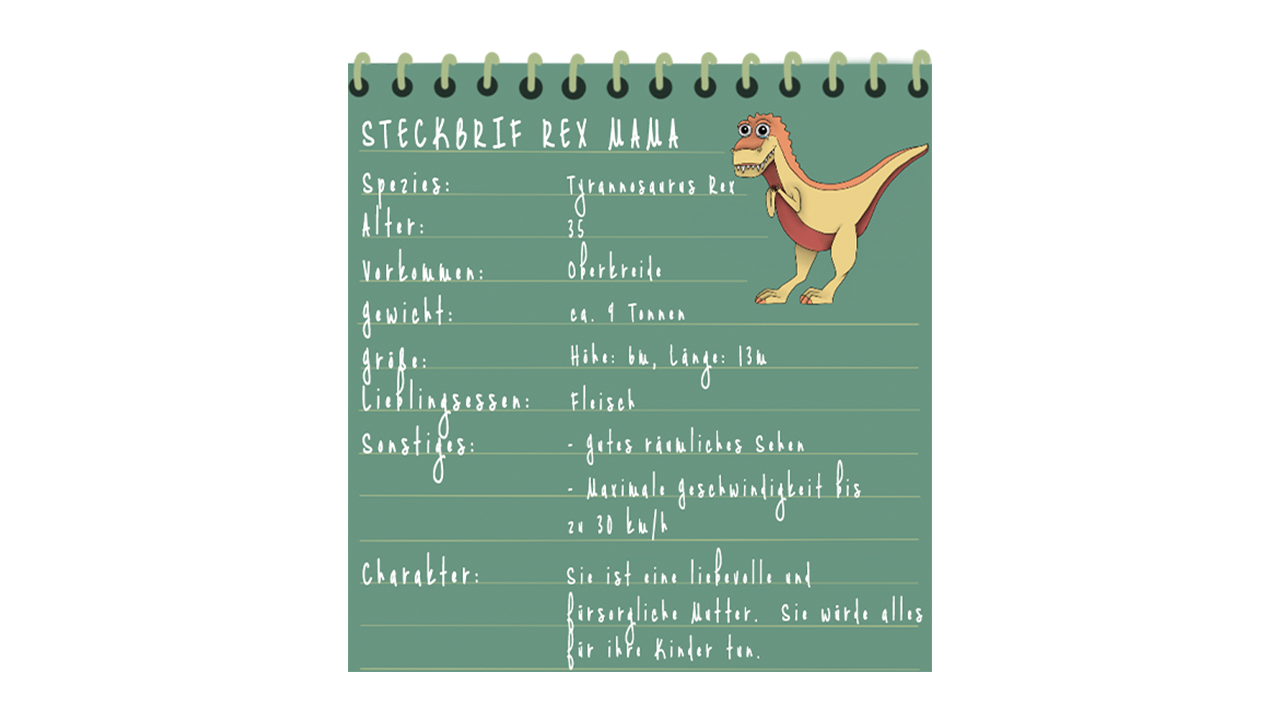 STECKBRIF REX MAMA
Spezies: Tyrannosaurus Rex
Alter: 35
Vorkommen: Oberkreide
Gewicht: ca. 9 Tonnen
Größe: Höhe: 6m, Länge: 13m
Lieblingsessen: Fleisch
Sonstiges: - Gutes räumliches Sehen
- Maximale Geschwindigkeit bis
zu 30 km/h
Charakter: Sie ist eine liebevolle und
fürsorgliche Mutter. Sie würde alles
für ihre Kinder tun.